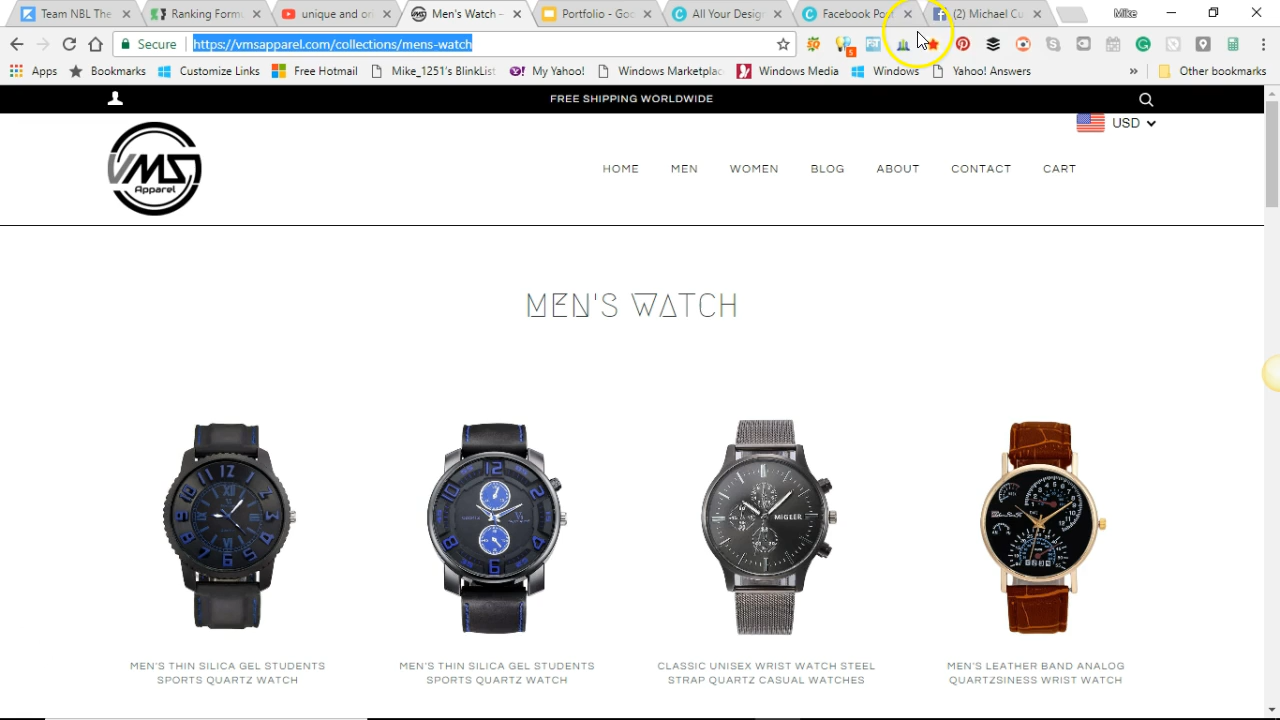 Team NBL The
Ranking Form
unique and or
Men's Watch –
Portfolio - Goo
All Your Design
Facebook Po
(2) Michael Cu
Mike
Secure
https://vmsapparel.com/collections/mens-watch
5
Apps
Bookmarks
Customize Links
Free Hotmail
Mike_1251's BlinkList
My Yahoo!
Windows Marketplac
Windows Media
Windows
Yahoo! Answers
»
Other bookmarks
FREE SHIPPING WORLDWIDE
USD
VMS
Apparel
HOME
MEN
WOMEN
BLOG
ABOUT
CONTACT
CART
MEN'S WATCH
MIGEER
MEN'S THIN SILICA GEL STUDENTS
SPORTS QUARTZ WATCH
MEN'S THIN SILICA GEL STUDENTS
SPORTS QUARTZ WATCH
CLASSIC UNISEX WRIST WATCH STEEL
STRAP QUARTZ CASUAL WATCHES
MEN'S LEATHER BAND ANALOG
QUARTZSINESS WRIST WATCH